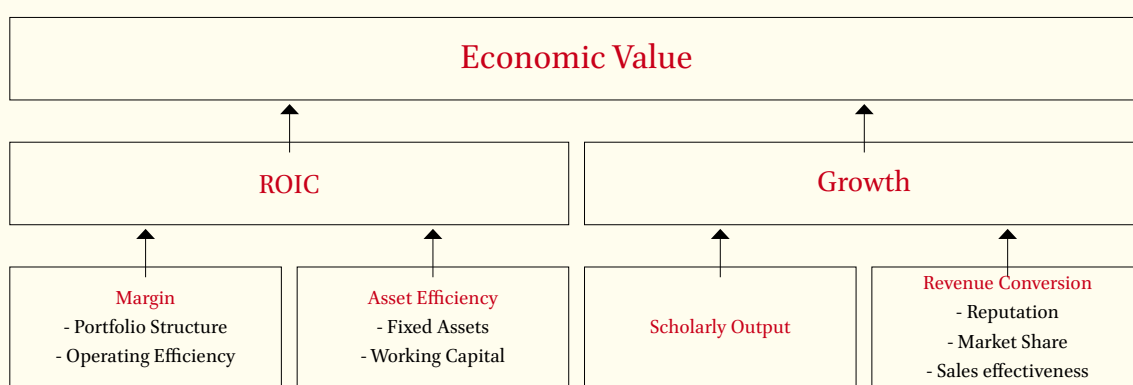 Economic Value
ROIC
Growth
Margin
- Portfolio Structure
- Operating Efficiency
Asset Efficiency
- Fixed Assets
- Working Capital
Scholarly Output
Revenue Conversion
- Reputation
- Market Share
- Sales effectiveness